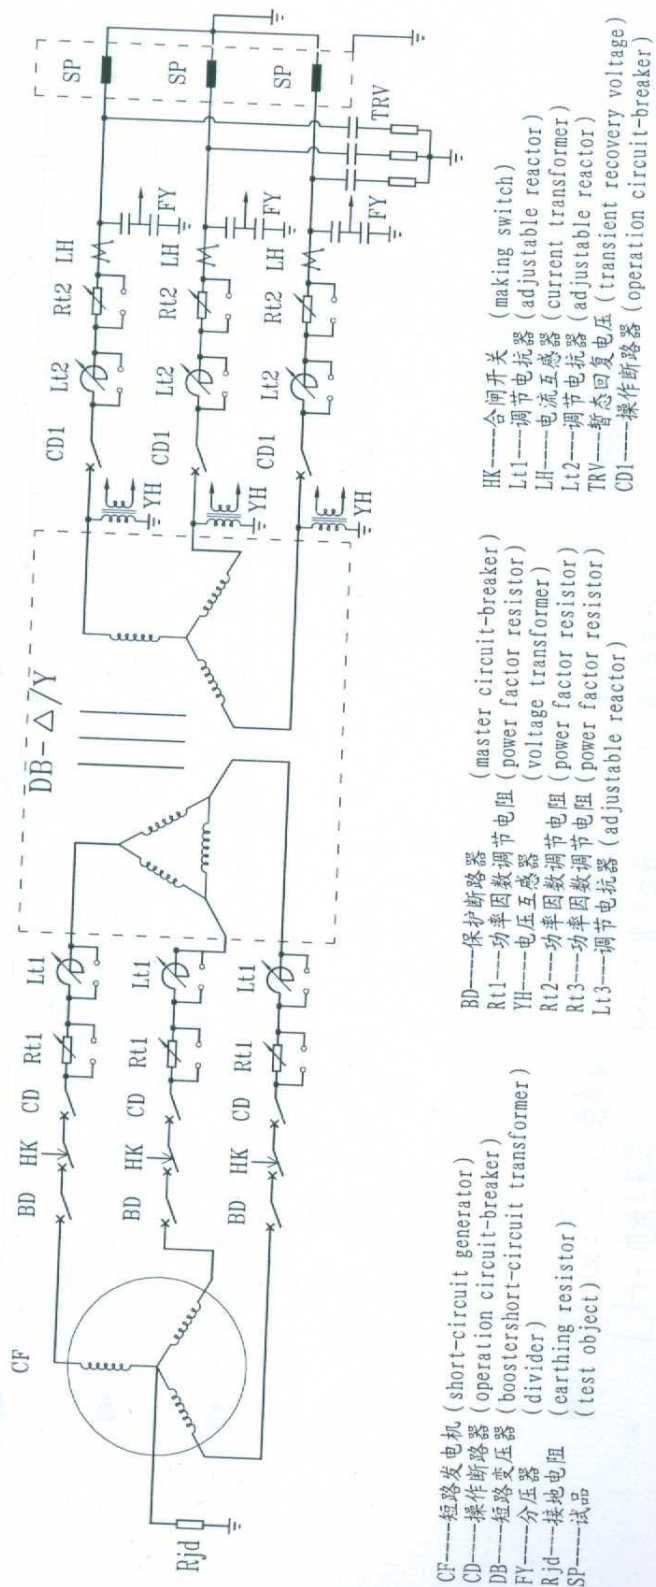 CF
BD HK CD Rt1 Lt1
DB-△/Y
YH
CD1 Lt2 Rt2 LH
FY
SP
BD HK CD Rt1 Lt1
YH
CD1 Lt2 Rt2 LH
FY
SP
BD HK CD Rt1 Lt1
YH
CD1 Lt2 Rt2 LH
FY
SP
TRV
Rjd
CF----短路发电机 (short-circuit generator)
CD----操作断路器 (operation circuit-breaker)
DB----短路变压器 (boostershort-circuit transformer)
FY----分压器 (divider)
Rjd---接地电阻 (earthing resistor)
SP----试品 (test object)
BD----保护断路器 (master circuit-breaker)
Rt1---功率因数调节电阻 (power factor resistor)
YH----电压互感器 (voltage transformer)
Rt2---功率因数调节电阻 (power factor resistor)
Rt3---功率因数调节电阻 (power factor resistor)
Lt3---调节电抗器 (adjustable reactor)
HK----合闸开关 (making switch)
Lt1---调节电抗器 (adjustable reactor)
LH----电流互感器 (current transformer)
Lt2---调节电抗器 (adjustable reactor)
TRV---暂态回复电压 (transient recovery voltage)
CD1---操作断路器 (operation circuit-breaker)